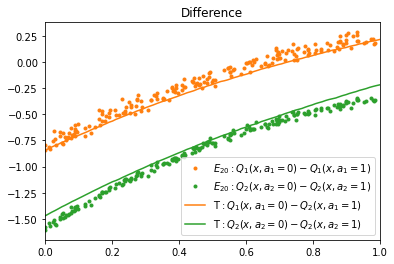 Difference
0.25
0.00
−0.25
−0.50
−0.75
−1.00
−1.25
−1.50
E₂₀ : Q₁(x, a₁ = 0) − Q₁(x, a₁ = 1)
E₂₀ : Q₂(x, a₂ = 0) − Q₂(x, a₂ = 1)
T : Q₁(x, a₁ = 0) − Q₁(x, a₁ = 1)
T : Q₂(x, a₂ = 0) − Q₂(x, a₂ = 1)
0.0 0.2 0.4 0.6 0.8 1.0